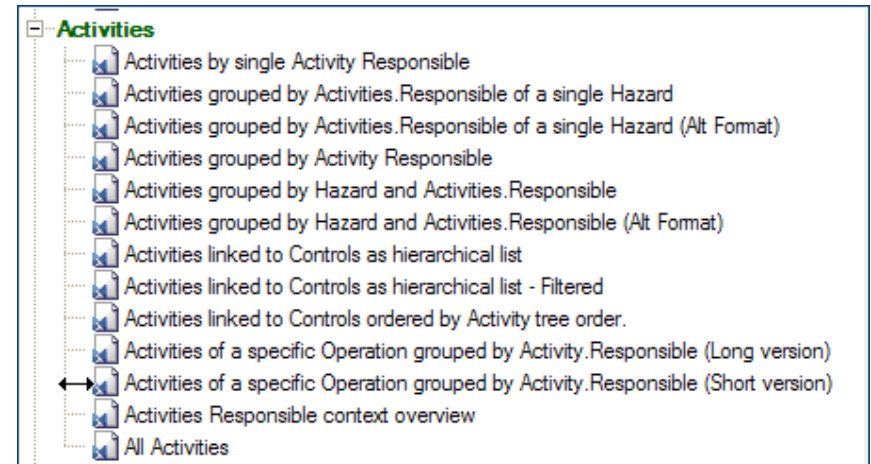 Activities
Activities by single Activity Responsible
Activities grouped by Activities.Responsible of a single Hazard
Activities grouped by Activities.Responsible of a single Hazard (Alt Format)
Activities grouped by Activity Responsible
Activities grouped by Hazard and Activities.Responsible
Activities grouped by Hazard and Activities.Responsible (Alt Format)
Activities linked to Controls as hierarchical list
Activities linked to Controls as hierarchical list - Filtered
Activities linked to Controls ordered by Activity tree order.
Activities of a specific Operation grouped by Activity.Responsible (Long version)
Activities of a specific Operation grouped by Activity.Responsible (Short version)
Activities Responsible context overview
All Activities